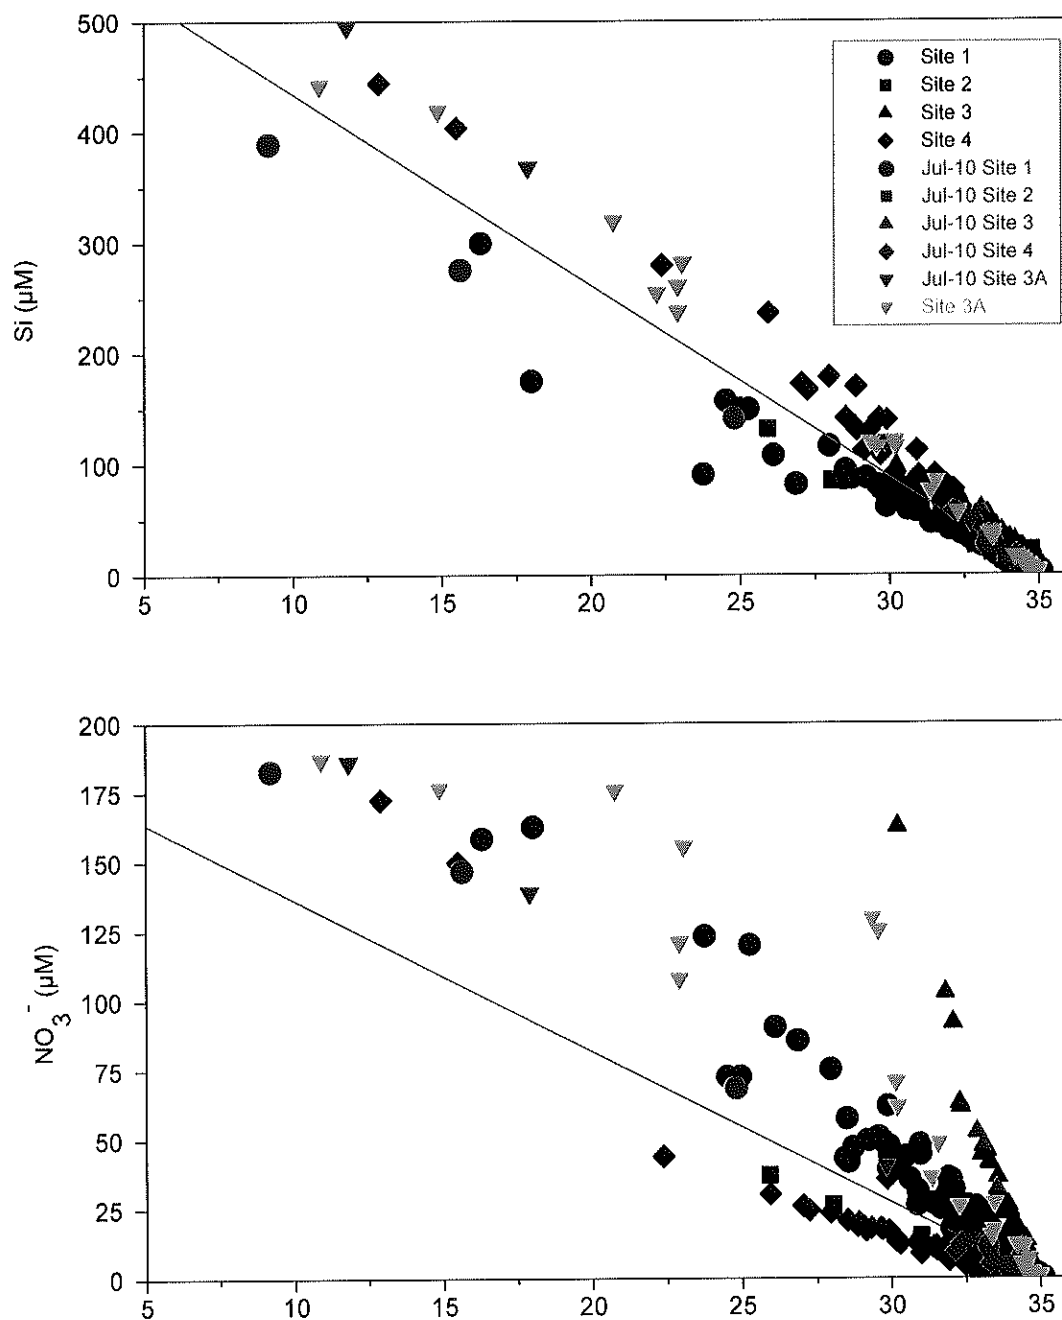 500
400
300
200
100
0
Si (µM)
5 10 15 20 25 30 35
Site 1
Site 2
Site 3
Site 4
Jul-10 Site 1
Jul-10 Site 2
Jul-10 Site 3
Jul-10 Site 4
Jul-10 Site 3A
Site 3A
200
175
150
125
100
75
50
25
0
NO₃⁻ (µM)
5 10 15 20 25 30 35